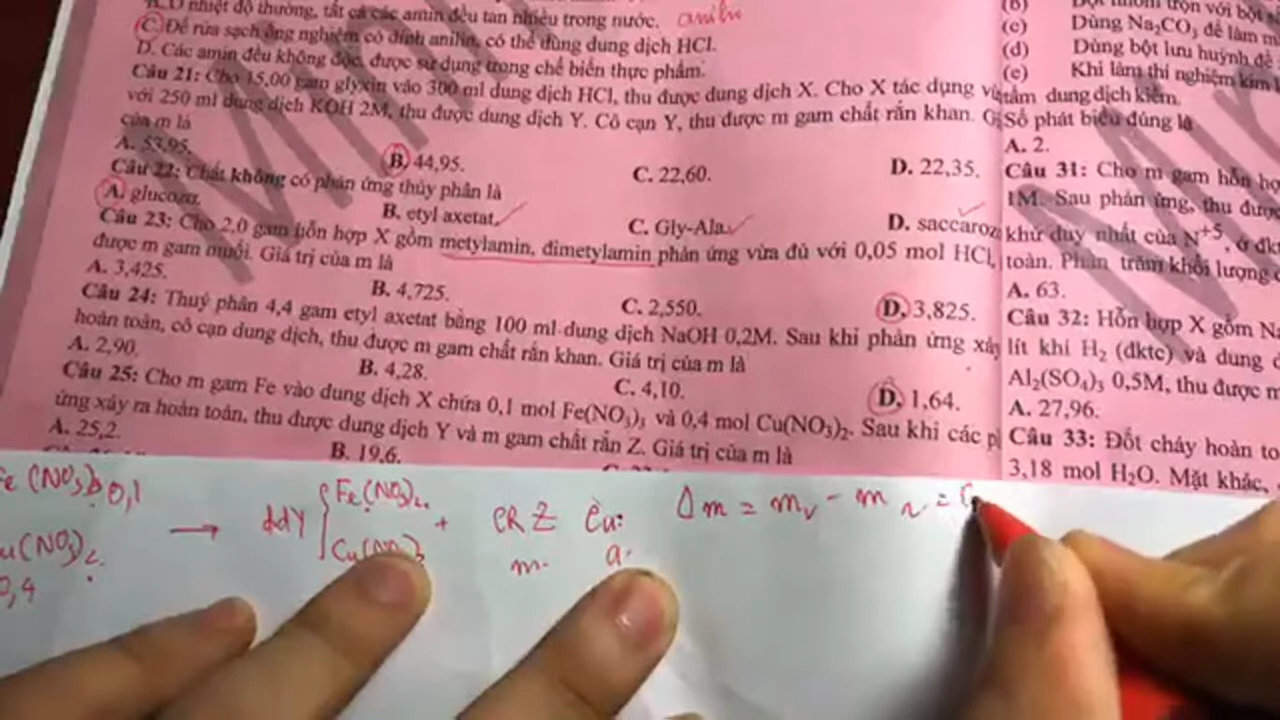 B. Ở nhiệt độ thường, tất cả các amin đều tan nhiều trong nước. anilin
C. Để rửa sạch ống nghiệm có dính anilin, có thể dùng dung dịch HCl.
D. Các amin đều không độc, được sử dụng trong chế biến thực phẩm.
Câu 21: Cho 15,00 gam glyxin vào 300 ml dung dịch HCl, thu được dung dịch X. Cho X tác dụng
với 250 ml dung dịch KOH 2M, thu được dung dịch Y. Cô cạn Y, thu được m gam chất rắn khan.
của m là
A. 53,95. B. 44,95. C. 22,60. D. 22,35.
Câu 22: Chất không có phản ứng thủy phân là
A. glucozơ. B. etyl axetat. C. Gly-Ala. D. saccaroz
Câu 23: Cho 2,0 gam hỗn hợp X gồm metylamin, đimetylamin phản ứng vừa đủ với 0,05 mol HCl,
được m gam muối. Giá trị của m là
A. 3,425. B. 4,725. C. 2,550. D. 3,825.
Câu 24: Thuỷ phân 4,4 gam etyl axetat bằng 100 ml dung dịch NaOH 0,2M. Sau khi phản ứng xảy
hoàn toàn, cô cạn dung dịch, thu được m gam chất rắn khan. Giá trị của m là
A. 2,90. B. 4,28. C. 4,10. D. 1,64.
Câu 25: Cho m gam Fe vào dung dịch X chứa 0,1 mol Fe(NO₃)₃ và 0,4 mol Cu(NO₃)₂. Sau khi các
ứng xảy ra hoàn toàn, thu được dung dịch Y và m gam chất rắn Z. Giá trị của m là
A. 25,2. B. 19,6.
(b)
(c) Dùng Na₂CO₃ để làm
(d) Dùng bột lưu huỳnh để
(e) Khi làm thí nghiệm kim
tẩm dung dịch kiềm.
Số phát biểu đúng là
A. 2.
Câu 31: Cho m gam hỗn
1M. Sau phản ứng, thu
khử duy nhất của N⁺⁵, ở
toàn. Phần trăm khối lượng
A. 63.
Câu 32: Hỗn hợp X gồm
lít khí H₂ (đktc) và dung
Al₂(SO₄)₃ 0,5M, thu được
A. 27,96.
Câu 33: Đốt cháy hoàn
3,18 mol H₂O. Mặt khác,
Fe(NO₃)₃ 0,1
u(NO₃)₂
0,4
→ ddY Fe(NO₃)₂ + CR Z Cu:
m a
Δm = m